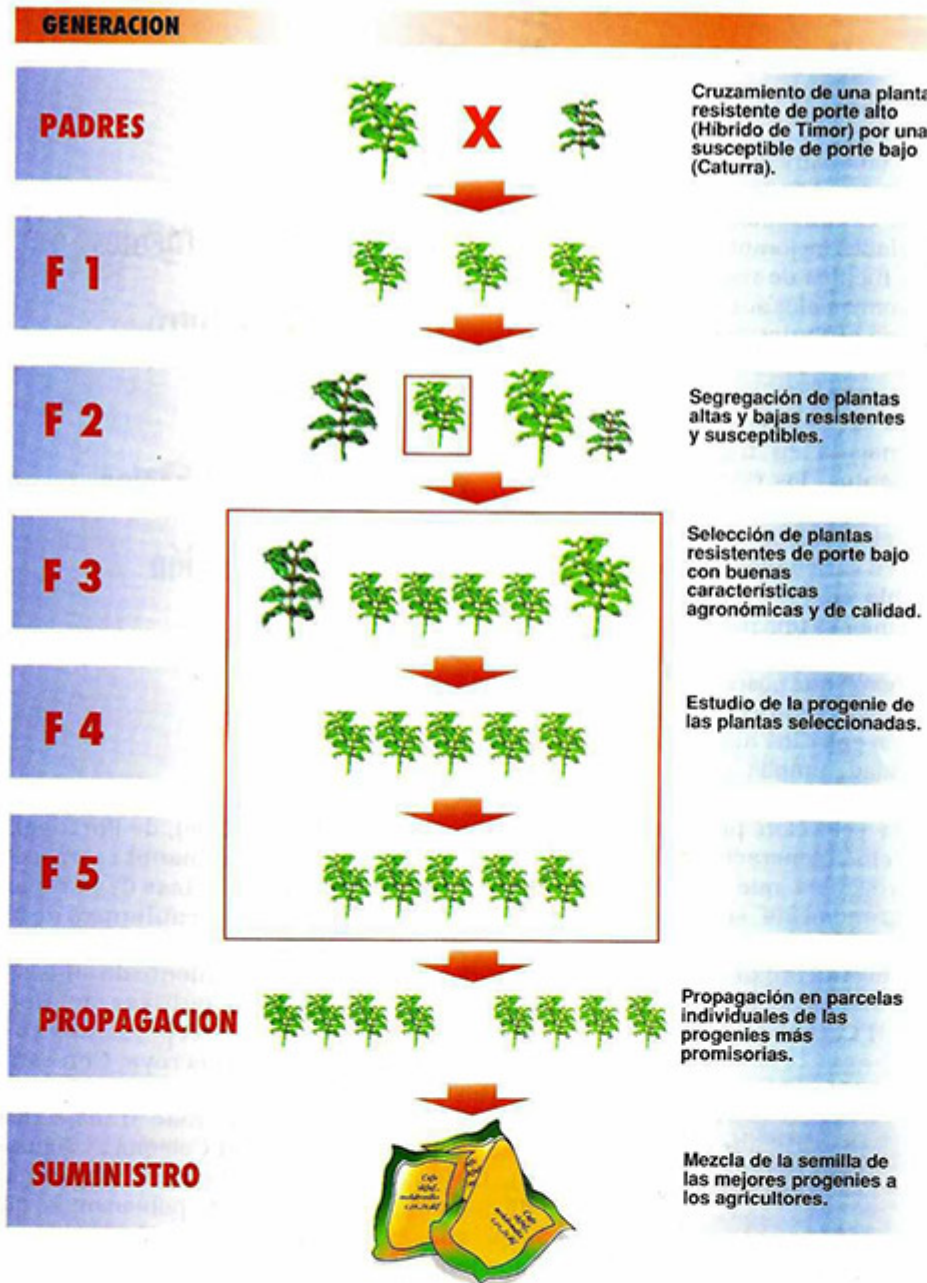 GENERACION
PADRES
X
Cruzamiento de una planta
resistente de porte alto
(Híbrido de Timor) por una
susceptible de porte bajo
(Caturra).
F 1
F 2
Segregación de plantas
altas y bajas resistentes
y susceptibles.
F 3
Selección de plantas
resistentes de porte bajo
con buenas
características
agronómicas y de calidad.
F 4
Estudio de la progenie de
las plantas seleccionadas.
F 5
PROPAGACION
Propagación en parcelas
individuales de las
progenies más
promisorias.
SUMINISTRO
Mezcla de la semilla de
las mejores progenies a
los agricultores.